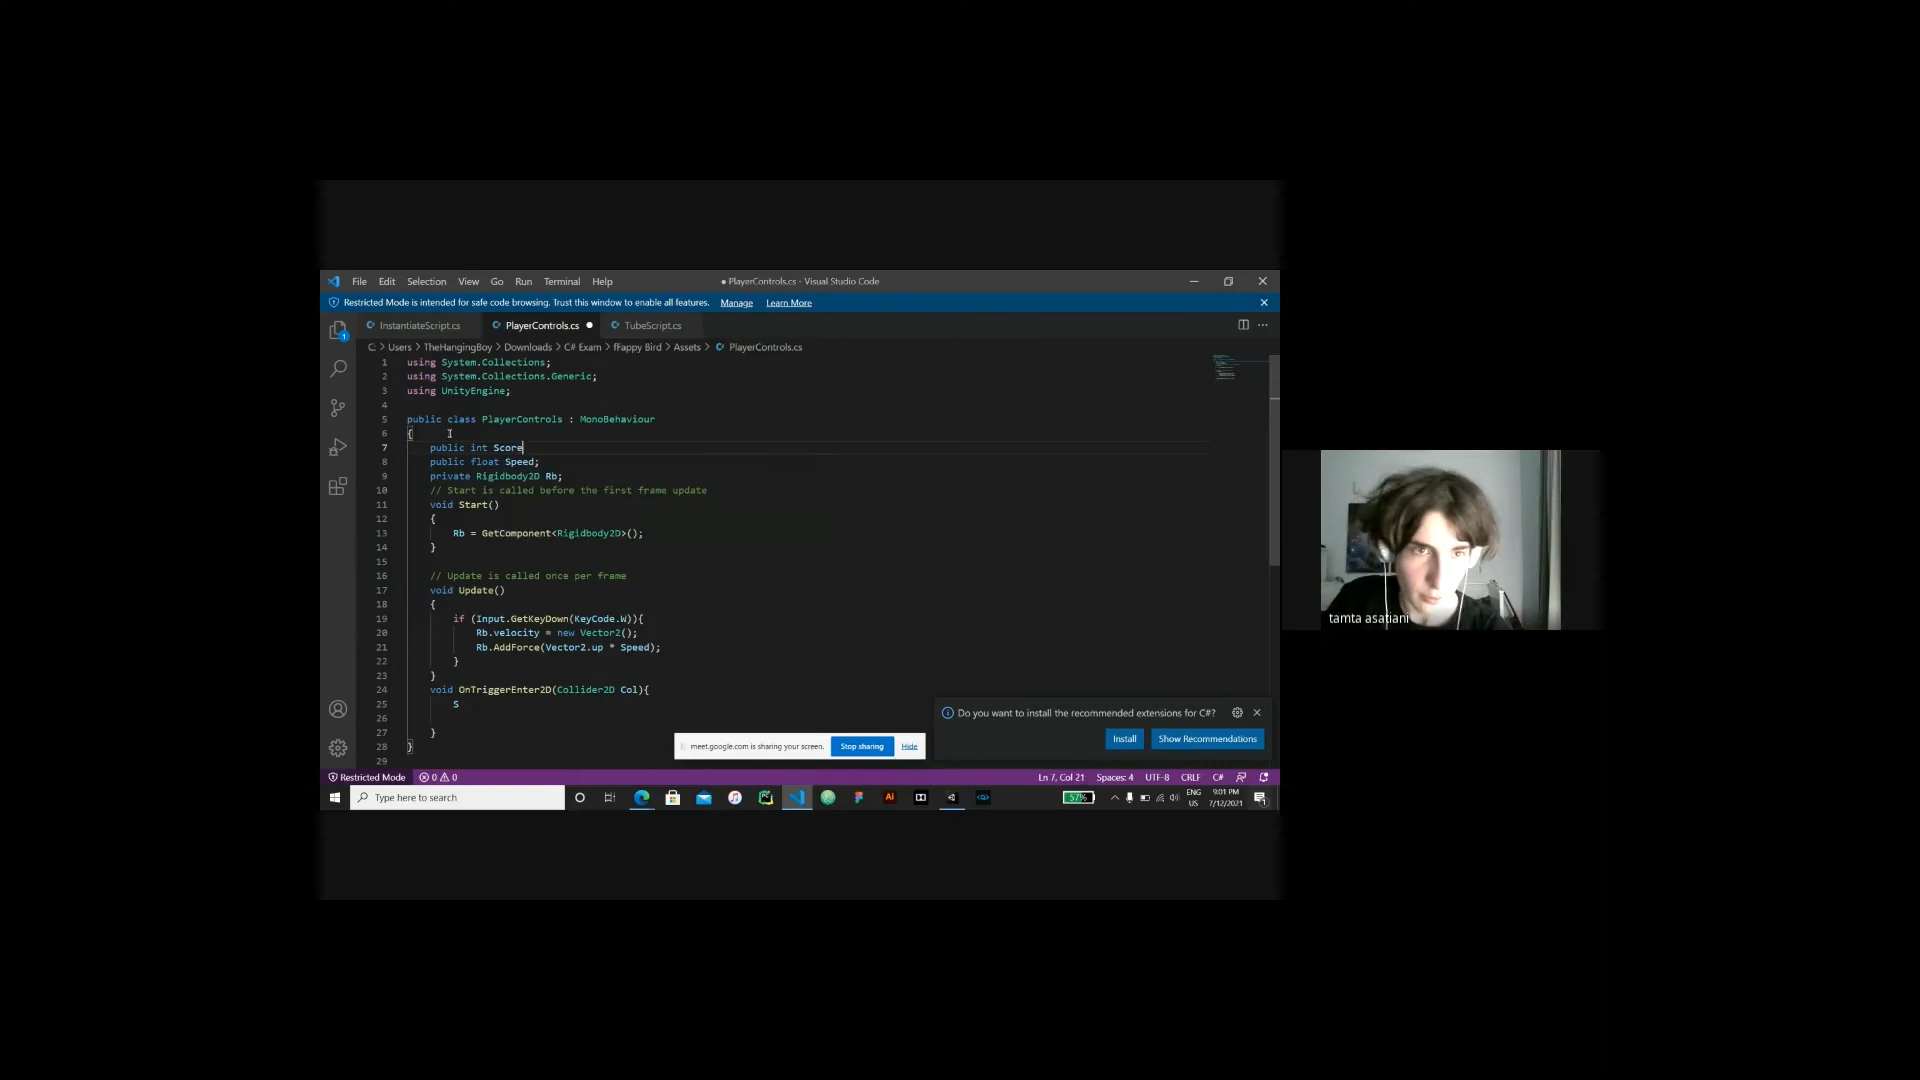 File Edit Selection View Go Run Terminal Help ● PlayerControls.cs - Visual Studio Code
Restricted Mode is intended for safe code browsing. Trust this window to enable all features. Manage Learn More
InstantiateScript.cs PlayerControls.cs TubeScript.cs
C: > Users > TheHangingBoy > Downloads > C# Exam > fFappy Bird > Assets > PlayerControls.cs
1 using System.Collections;
2 using System.Collections.Generic;
3 using UnityEngine;
4
5 public class PlayerControls : MonoBehaviour
6 {
7 public int Score
8 public float Speed;
9 private Rigidbody2D Rb;
10 // Start is called before the first frame update
11 void Start()
12 {
13 Rb = GetComponent<Rigidbody2D>();
14 }
15
16 // Update is called once per frame
17 void Update()
18 {
19 if (Input.GetKeyDown(KeyCode.W)){
20 Rb.velocity = new Vector2();
21 Rb.AddForce(Vector2.up * Speed);
22 }
23 }
24 void OnTriggerEnter2D(Collider2D Col){
25 S
26
27 }
28 }
29
Do you want to install the recommended extensions for C#?
Install Show Recommendations
meet.google.com is sharing your screen. Stop sharing Hide
Restricted Mode 0 0 Ln 7, Col 21 Spaces: 4 UTF-8 CRLF C#
Type here to search Ai PC 57% ENG US 9:01 PM 7/12/2021 1
tamta asatiani